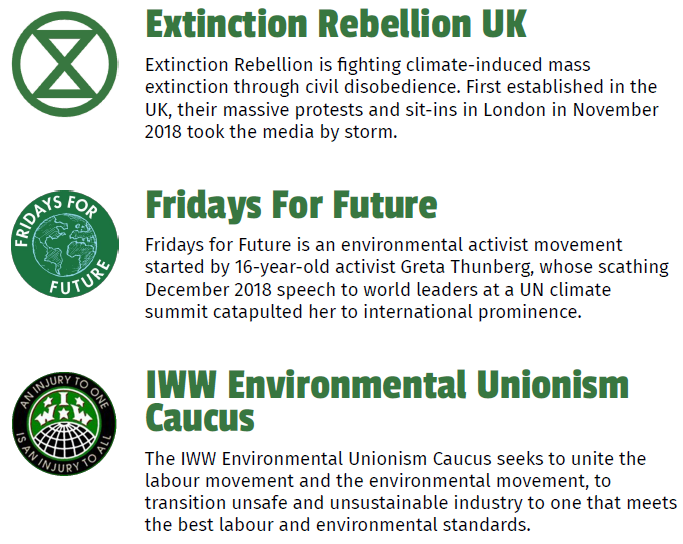 Extinction Rebellion UK
Extinction Rebellion is fighting climate-induced mass
extinction through civil disobedience. First established in the
UK, their massive protests and sit-ins in London in November
2018 took the media by storm.
FRIDAYS FOR
FUTURE
Fridays For Future
Fridays for Future is an environmental activist movement
started by 16-year-old activist Greta Thunberg, whose scathing
December 2018 speech to world leaders at a UN climate
summit catapulted her to international prominence.
AN INJURY TO ONE
IWW
IS AN INJURY TO ALL
IWW Environmental Unionism
Caucus
The IWW Environmental Unionism Caucus seeks to unite the
labour movement and the environmental movement, to
transition unsafe and unsustainable industry to one that meets
the best labour and environmental standards.